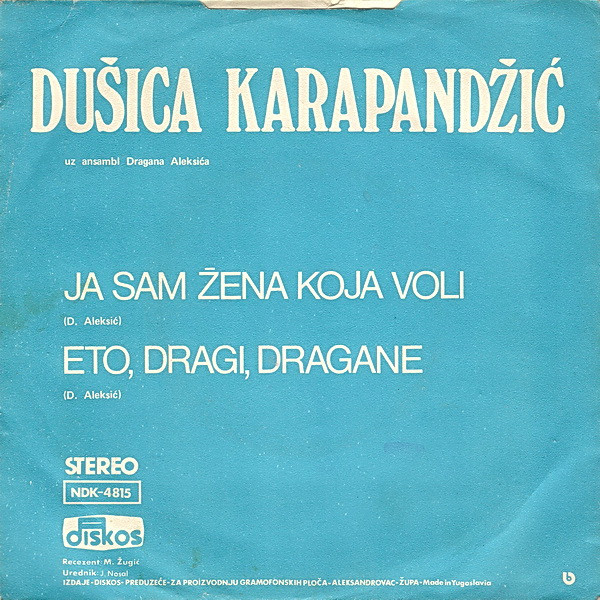 DUŠICA KARAPANDŽIĆ
uz ansambl Dragana Aleksića
JA SAM ŽENA KOJA VOLI
(D. Aleksić)
ETO, DRAGI, DRAGANE
(D. Aleksić)
STEREO
NDK-4815
diskos
Recezent: M. Žugić
Urednik: J. Nosal
IZDAJE-DISKOS- PREDUZEĆE-ZA PROIZVODNJU GRAMOFONSKIH PLOČA-ALEKSANDROVAC-ŽUPA-Made in Yugoslavia
b